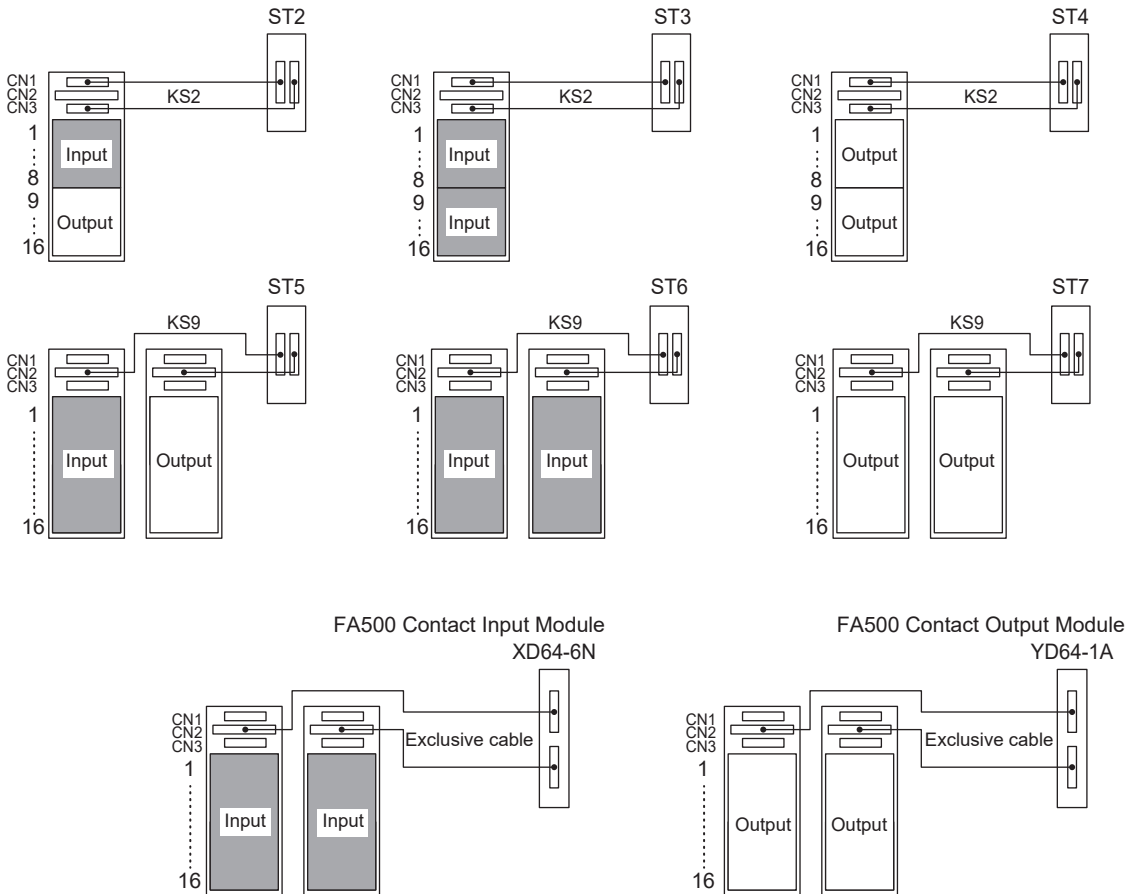 ST2
CN1
CN2
CN3
KS2
1
Input
8
9
Output
16
ST3
CN1
CN2
CN3
KS2
1
Input
8
9
Input
16
ST4
CN1
CN2
CN3
KS2
1
Output
8
9
Output
16
ST5
KS9
CN1
CN2
CN3
1
Input
Output
16
ST6
KS9
CN1
CN2
CN3
1
Input
Input
16
ST7
KS9
CN1
CN2
CN3
1
Output
Output
16
FA500 Contact Input Module
XD64-6N
CN1
CN2
CN3
Exclusive cable
1
Input
Input
16
FA500 Contact Output Module
YD64-1A
CN1
CN2
CN3
Exclusive cable
1
Output
Output
16